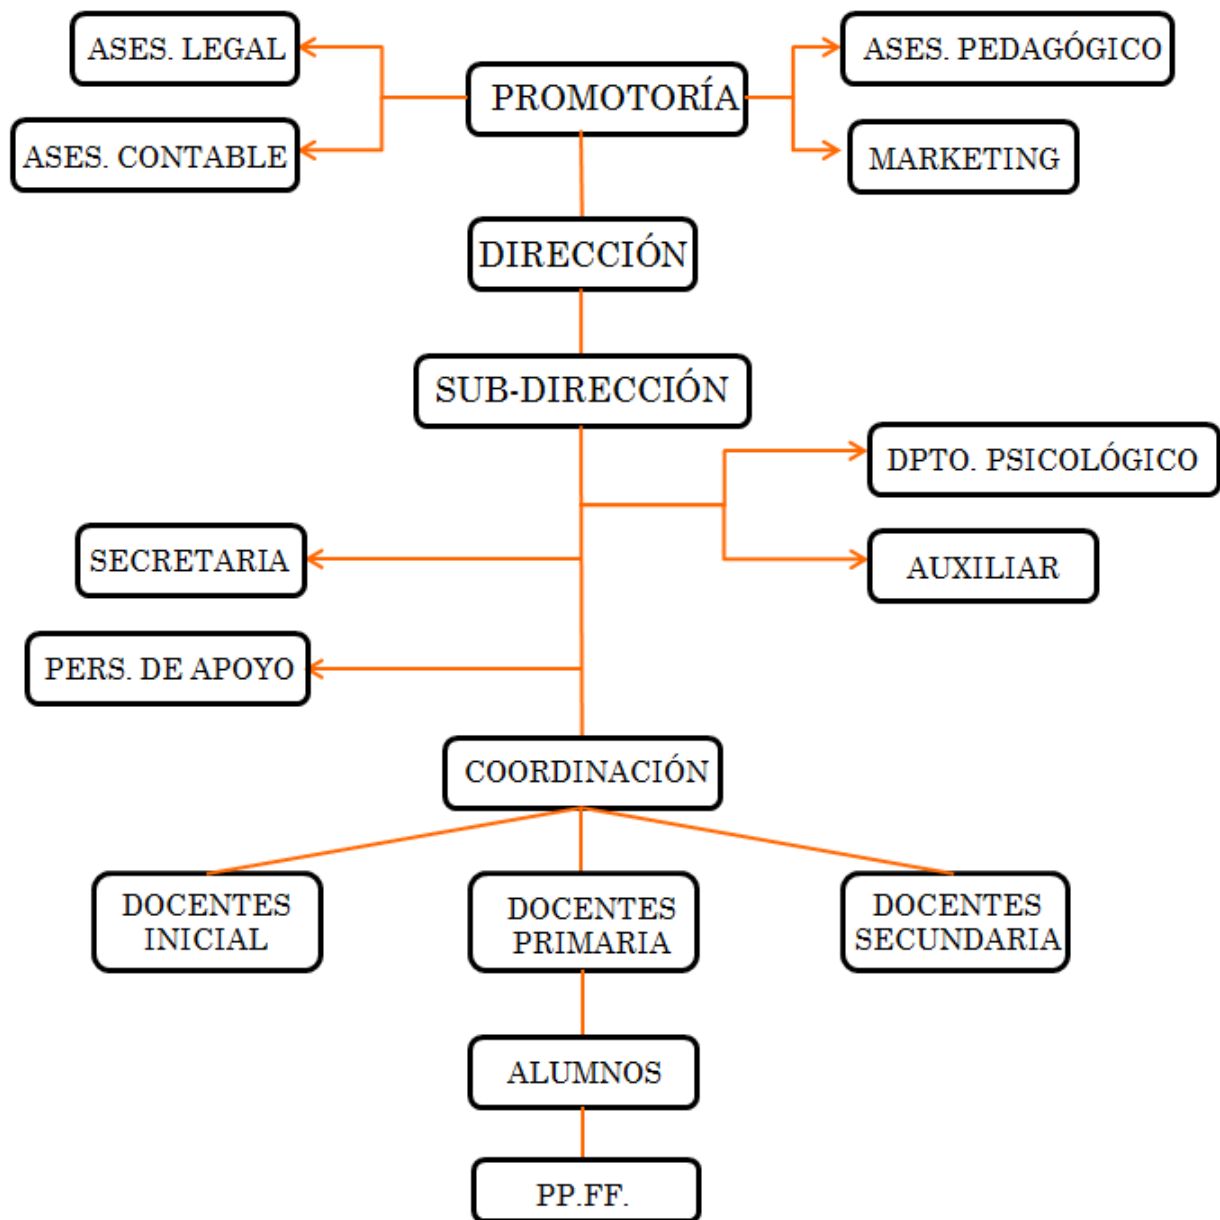 ASES. LEGAL
PROMOTORÍA
ASES. PEDAGÓGICO
ASES. CONTABLE
MARKETING
DIRECCIÓN
SUB-DIRECCIÓN
DPTO. PSICOLÓGICO
SECRETARIA
AUXILIAR
PERS. DE APOYO
COORDINACIÓN
DOCENTES
INICIAL
DOCENTES
PRIMARIA
DOCENTES
SECUNDARIA
ALUMNOS
PP.FF.